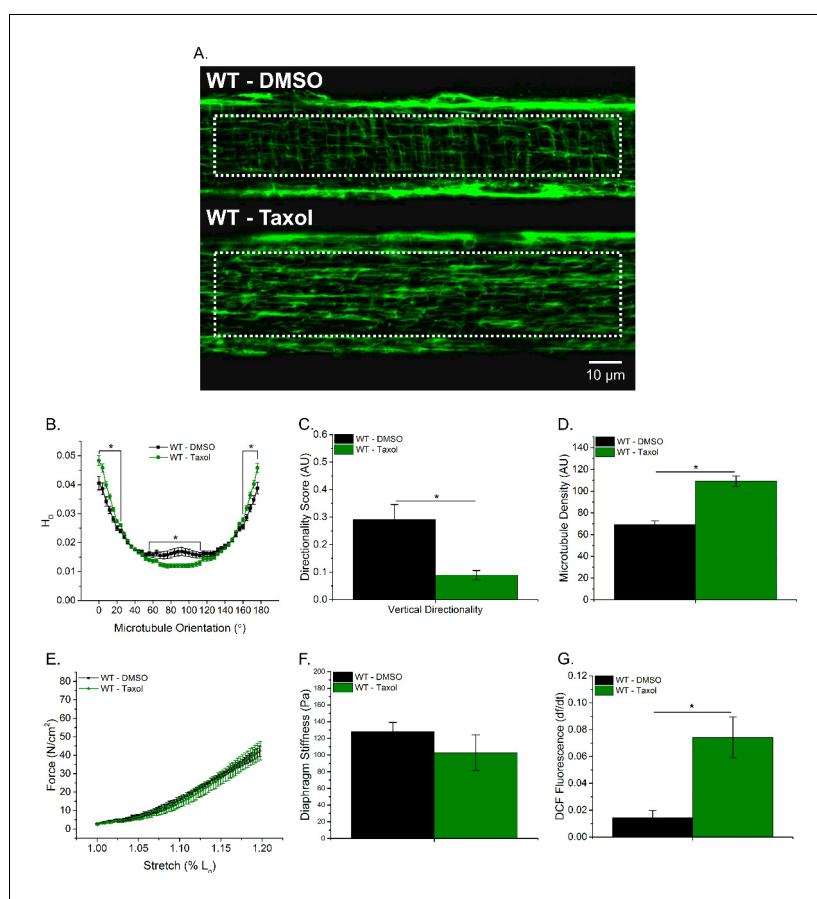 A.
WT - DMSO
WT - Taxol
10 µm
B.
WT - DMSO
WT - Taxol
*
*
*
0.05
0.04
0.03
0.02
0.01
0.00
H_D
0 20 40 60 80 100 120 140 160 180
Microtubule Orientation (°)
C.
WT - DMSO
WT - Taxol
*
0.6
0.5
0.4
0.3
0.2
0.1
0.0
Directionality Score (AU)
Vertical Directionality
D.
WT - DMSO
WT - Taxol
*
140
120
100
80
60
40
20
0
Microtubule Density (AU)
E.
WT - DMSO
WT - Taxol
80
70
60
50
40
30
20
10
0
Force (N/cm²)
1.00 1.05 1.10 1.15 1.20
Stretch (% L₀)
F.
WT - DMSO
WT - Taxol
200
180
160
140
120
100
80
60
40
20
0
Diaphragm Stiffness (Pa)
G.
WT - DMSO
WT - Taxol
*
0.12
0.10
0.08
0.06
0.04
0.02
0.00
DCF Fluorescence (df/dt)